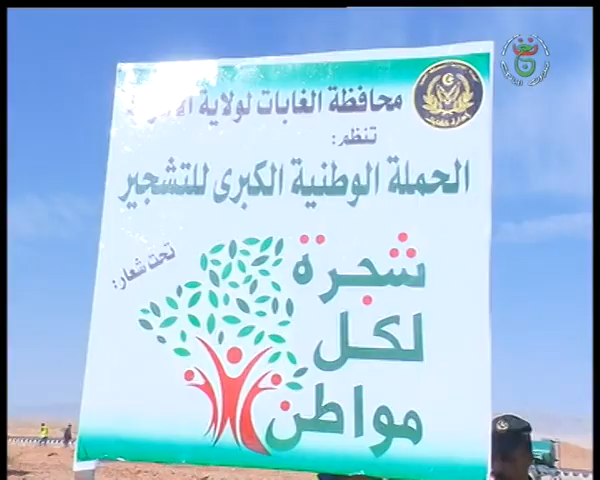 محافظة الغابات لولاية
تنظم:
الحملة الوطنية الكبرى للتشجير
تحت شعار:
شجرة
لكل
مواطن